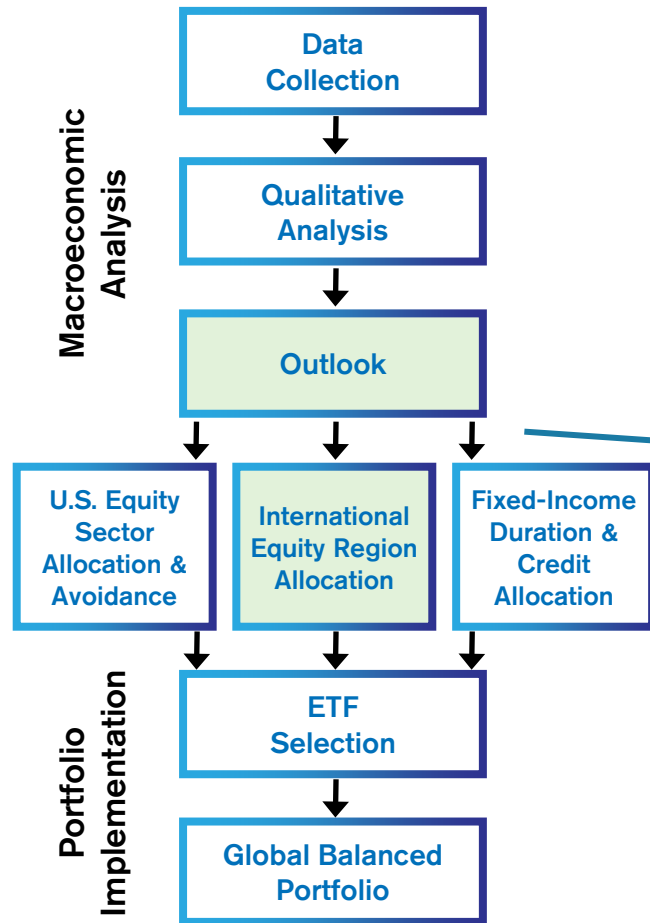 Macroeconomic
Analysis
Data
Collection
Qualitative
Analysis
Outlook
U.S. Equity
Sector
Allocation &
Avoidance
International
Equity Region
Allocation
Fixed-Income
Duration &
Credit
Allocation
Portfolio
Implementation
ETF
Selection
Global Balanced
Portfolio